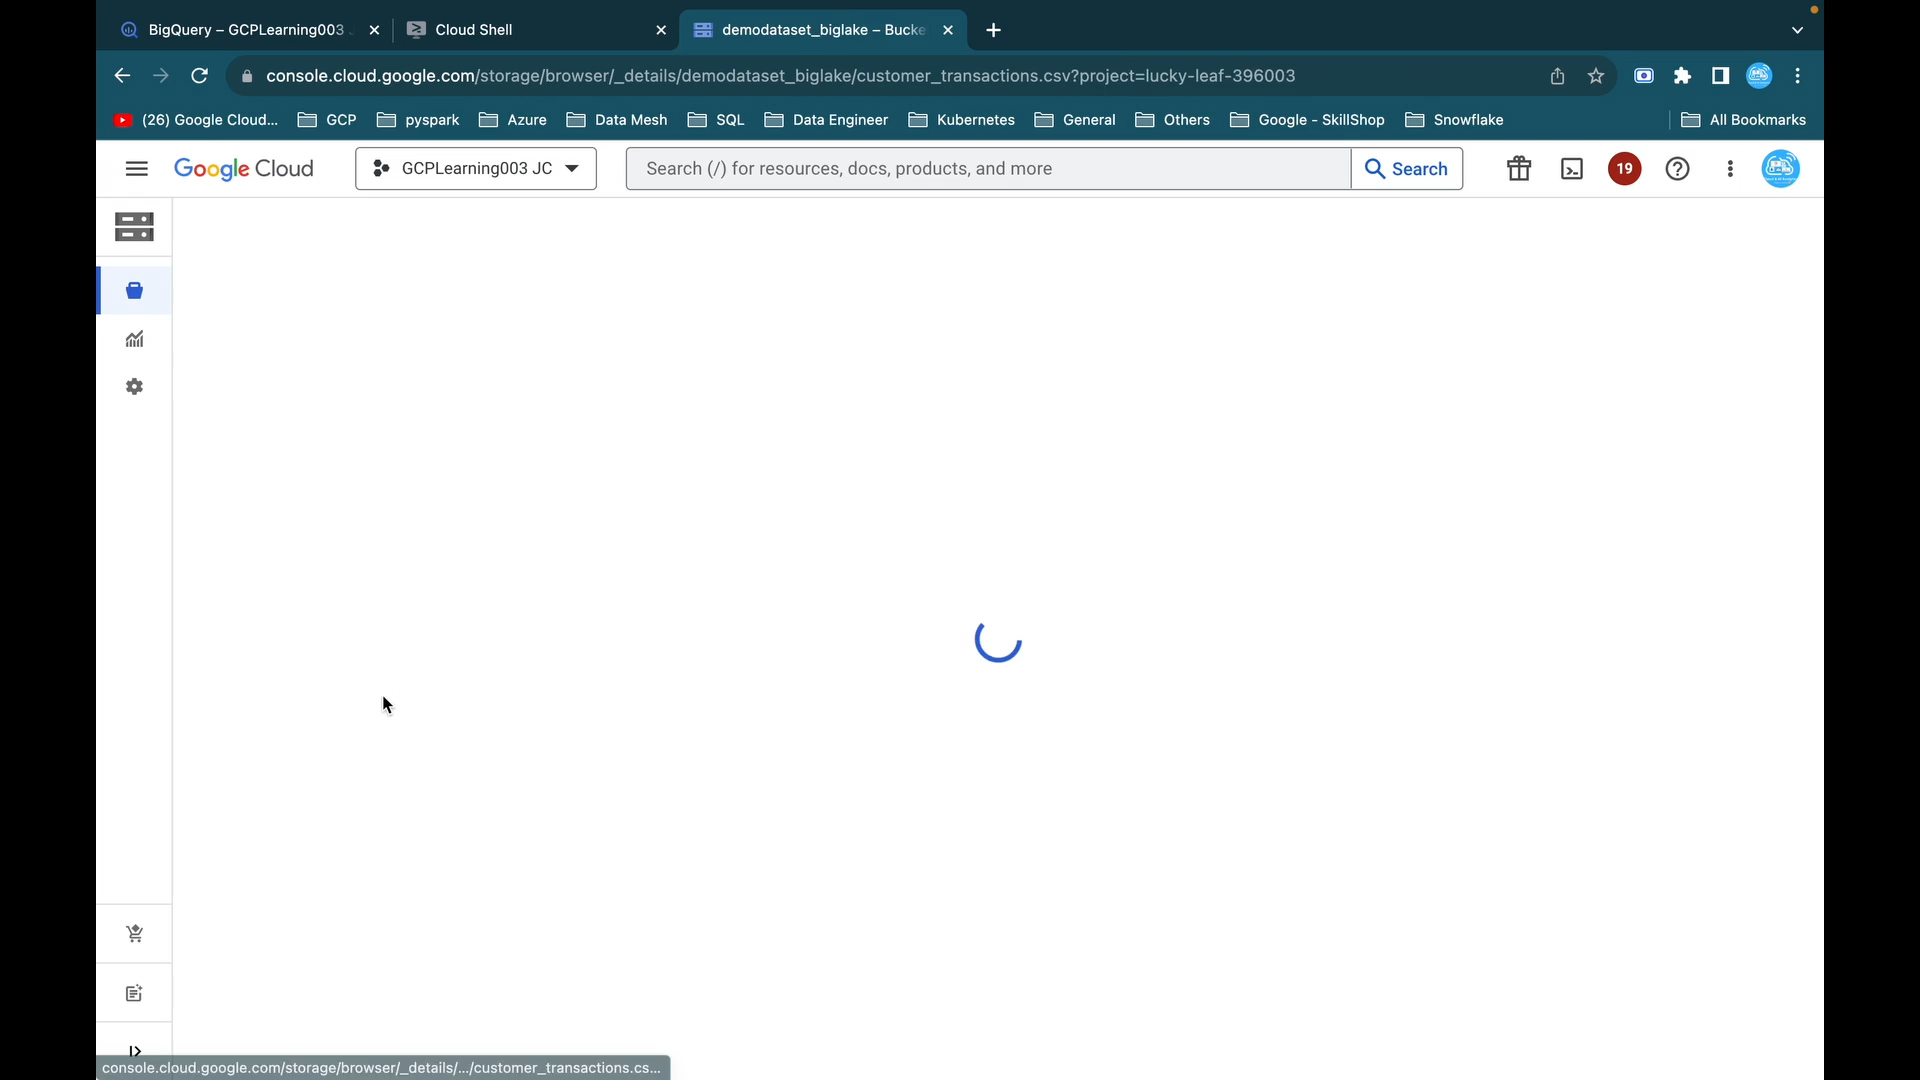 BigQuery – GCPLearning003
Cloud Shell
demodataset_biglake – Bucke
console.cloud.google.com/storage/browser/_details/demodataset_biglake/customer_transactions.csv?project=lucky-leaf-396003
(26) Google Cloud...
GCP
pyspark
Azure
Data Mesh
SQL
Data Engineer
Kubernetes
General
Others
Google - SkillShop
Snowflake
All Bookmarks
Google Cloud
GCPLearning003 JC
Search (/) for resources, docs, products, and more
Search
19
console.cloud.google.com/storage/browser/_details/.../customer_transactions.cs...